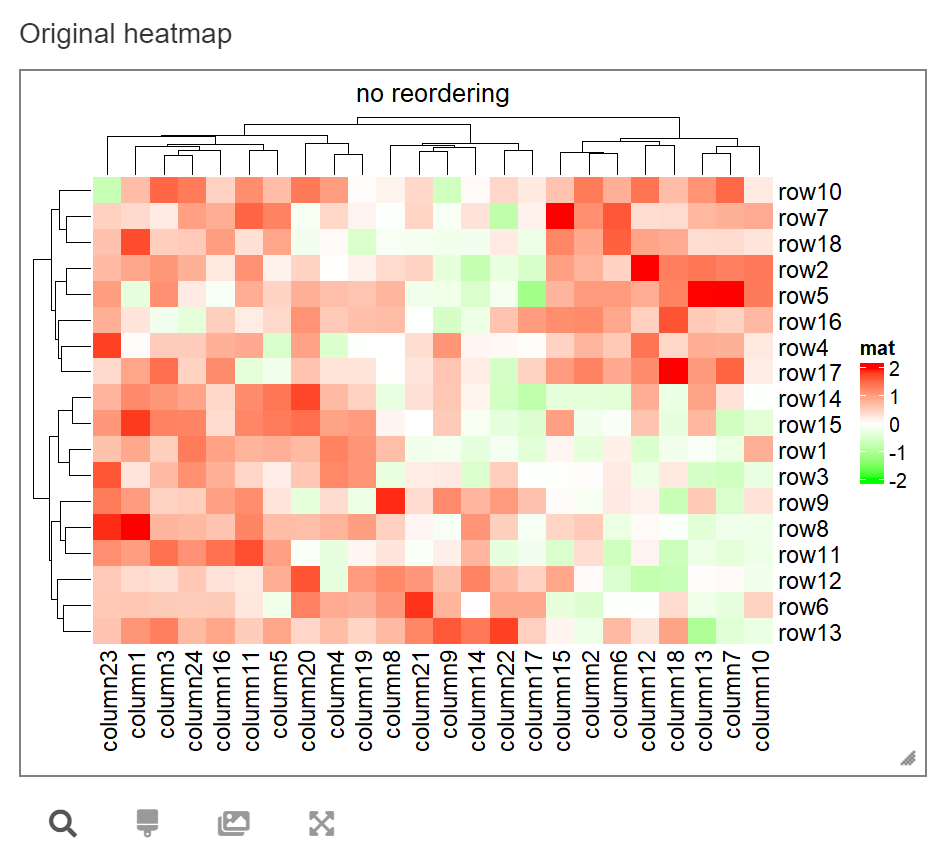 Original heatmap
no reordering
row10
row7
row18
row2
row5
row16
row4
row17
row14
row15
row1
row3
row9
row8
row11
row12
row6
row13
mat
2
1
0
-1
-2
column23
column1
column3
column24
column16
column11
column5
column20
column4
column19
column8
column21
column9
column14
column22
column17
column15
column2
column6
column12
column18
column13
column7
column10